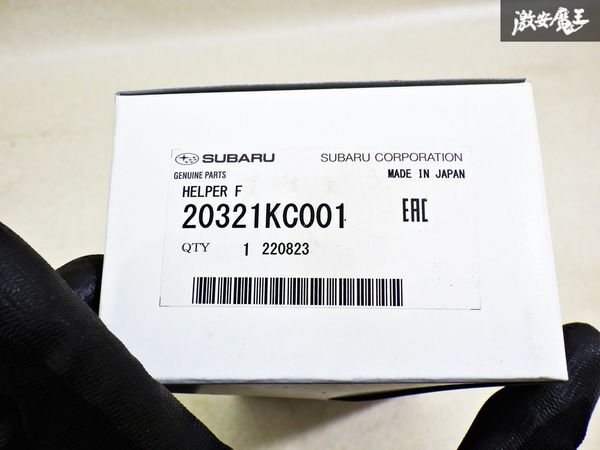 激安魔王
SUBARU SUBARU CORPORATION
GENUINE PARTS MADE IN JAPAN
HELPER F
20321KC001 EAC
QTY 1 220823